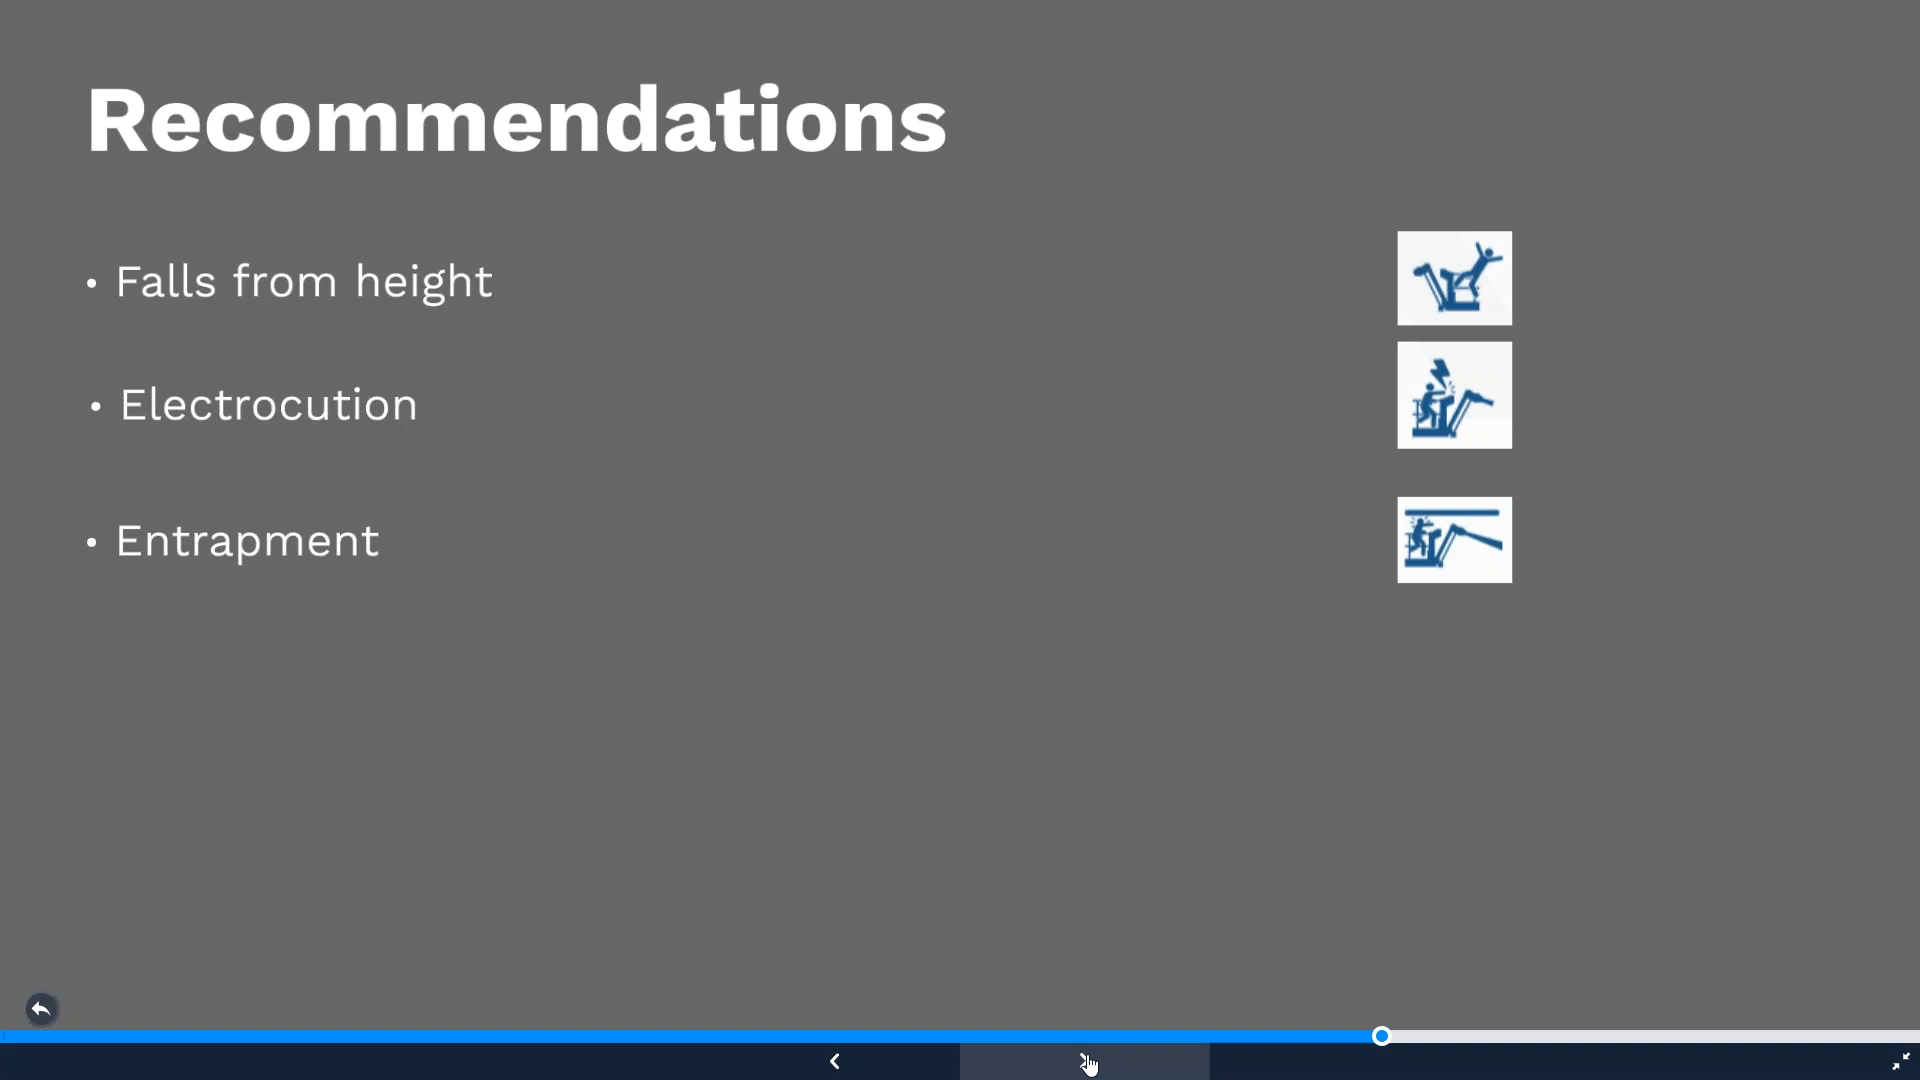 Recommendations
• Falls from height
• Electrocution
• Entrapment